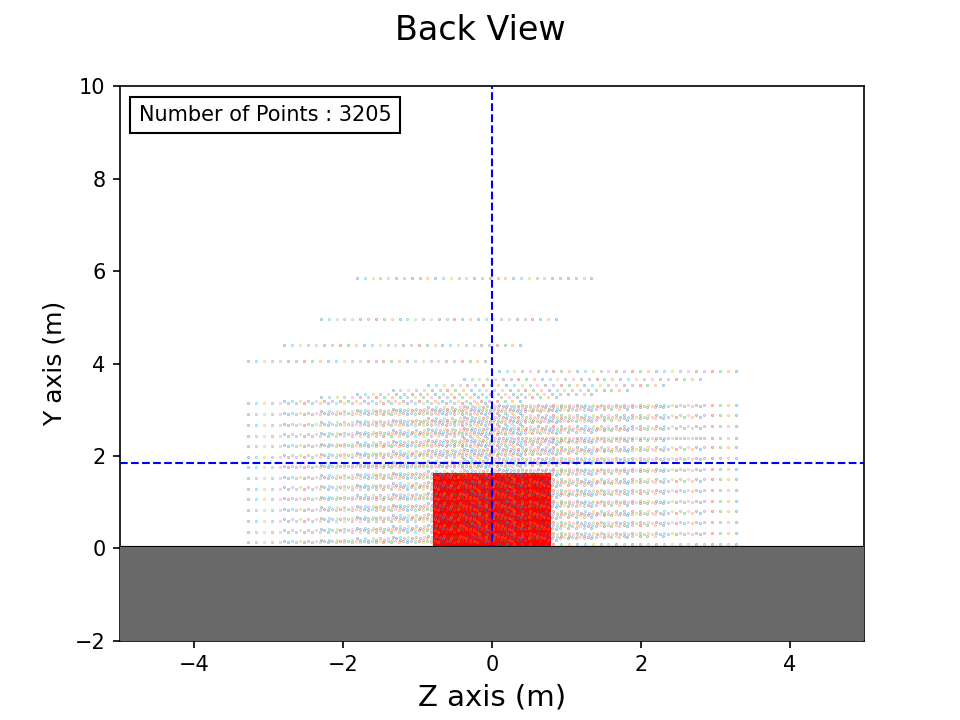 Back View
Number of Points : 3205
10
8
6
4
2
0
−2
Y axis (m)
−4 −2 0 2 4
Z axis (m)